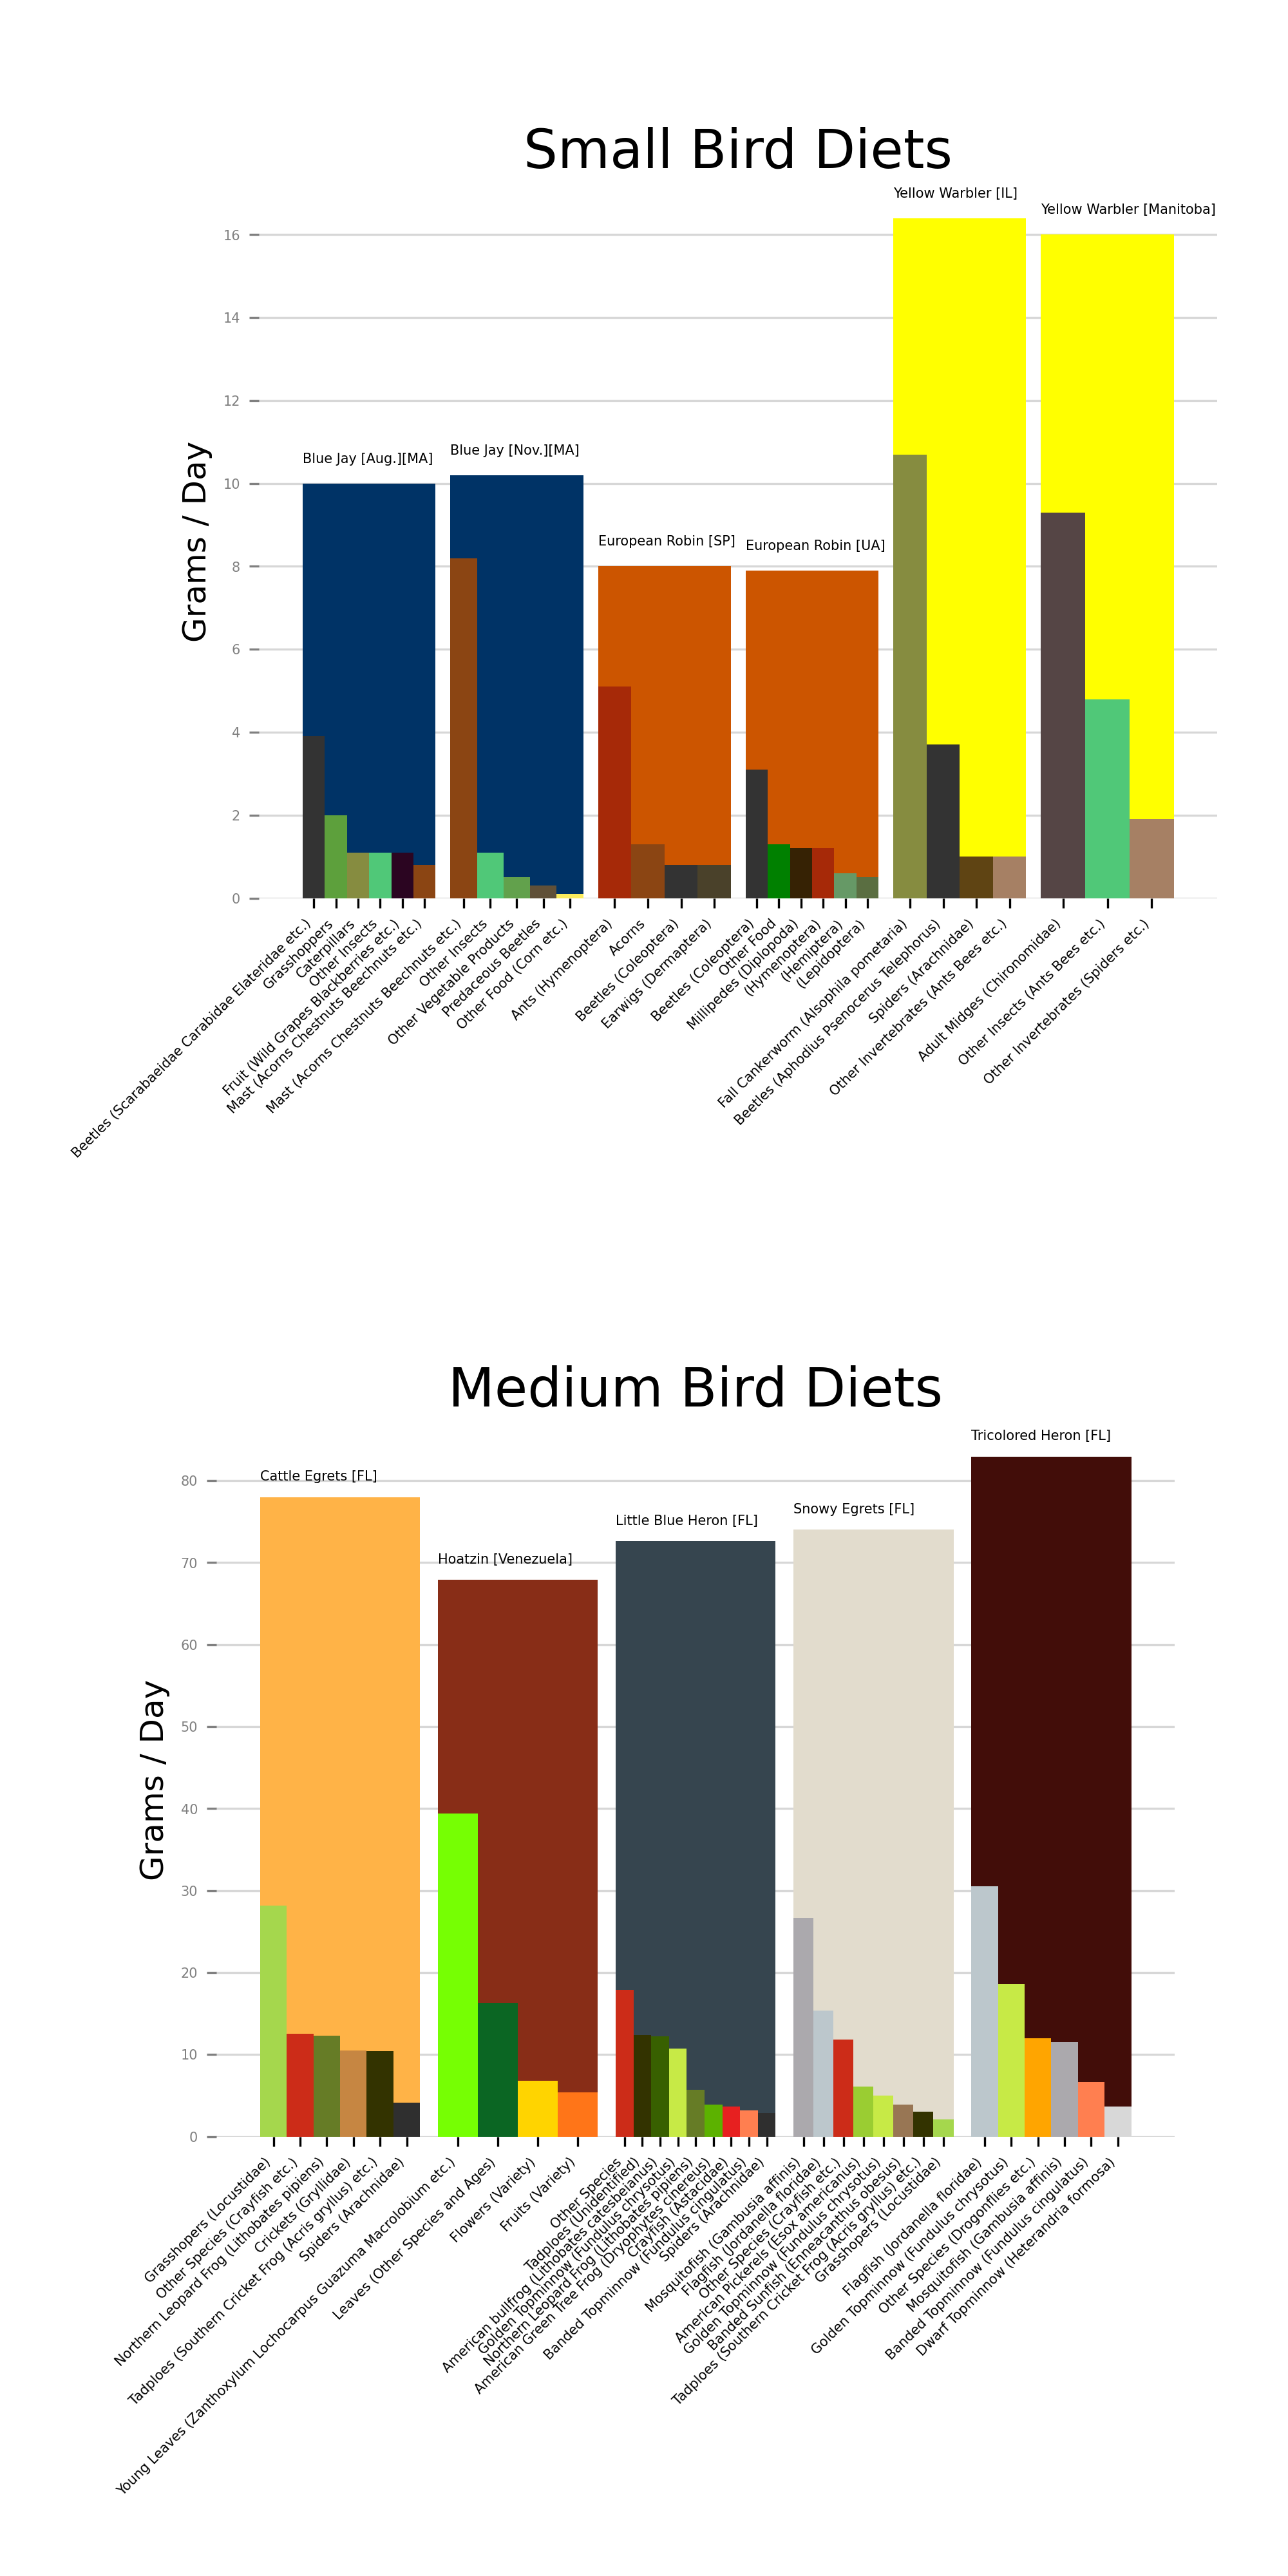 Small Bird Diets
Yellow Warbler [IL]
Yellow Warbler [Manitoba]
Blue Jay [Aug.][MA]
Blue Jay [Nov.][MA]
European Robin [SP]
European Robin [UA]
Grams / Day
16
14
12
10
8
6
4
2
0
Beetles (Scarabaeidae Carabidae Elateridae etc.)
Grasshoppers
Caterpillars
Other Insects
Fruit (Wild Grapes Blackberries etc.)
Mast (Acorns Chestnuts Beechnuts etc.)
Mast (Acorns Chestnuts Beechnuts etc.)
Other Insects
Other Vegetable Products
Predaceous Beetles
Other Food (Corn etc.)
Ants (Hymenoptera)
Acorns
Beetles (Coleoptera)
Earwigs (Dermaptera)
Beetles (Coleoptera)
Other Food
Millipedes (Diplopoda)
(Hymenoptera)
(Hemiptera)
(Lepidoptera)
Fall Cankerworm (Alsophila pometaria)
Beetles (Aphodius Psenocerus Telephorus)
Spiders (Arachnidae)
Other Invertebrates (Ants Bees etc.)
Adult Midges (Chironomidae)
Other Insects (Ants Bees etc.)
Other Invertebrates (Spiders etc.)
Medium Bird Diets
Tricolored Heron [FL]
Cattle Egrets [FL]
Snowy Egrets [FL]
Little Blue Heron [FL]
Hoatzin [Venezuela]
Grams / Day
80
70
60
50
40
30
20
10
0
Grasshoppers (Locustidae)
Other Species (Crayfish etc.)
Northern Leopard Frog (Lithobates pipiens)
Crickets (Gryllidae)
Tadploes (Southern Cricket Frog (Acris gryllus) etc.)
Spiders (Arachnidae)
Young Leaves (Zanthoxylum Lochocarpus Guazuma Macrolobium etc.)
Leaves (Other Species and Ages)
Flowers (Variety)
Fruits (Variety)
Other Species
Tadploes (Unidentified)
American bullfrog (Lithobates catesbeianus)
Golden Topminnow (Fundulus chrysotus)
Northern Leopard Frog (Lithobates pipiens)
American Green Tree Frog (Dryophytes cinereus)
Crayfish (Astacidae)
Banded Topminnow (Fundulus cingulatus)
Spiders (Arachnidae)
Mosquitofish (Gambusia affinis)
Flagfish (Jordanella floridae)
Other Species (Crayfish etc.)
American Pickerels (Esox americanus)
Golden Topminnow (Fundulus chrysotus)
Banded Sunfish (Enneacanthus obesus)
Tadploes (Southern Cricket Frog (Acris gryllus) etc.)
Grasshopers (Locustidae)
Flagfish (Jordanella floridae)
Golden Topminnow (Fundulus chrysotus)
Other Species (Drogonflies etc.)
Mosquitofish (Gambusia affinis)
Banded Topminnow (Fundulus cingulatus)
Dwarf Topminnow (Heterandria formosa)